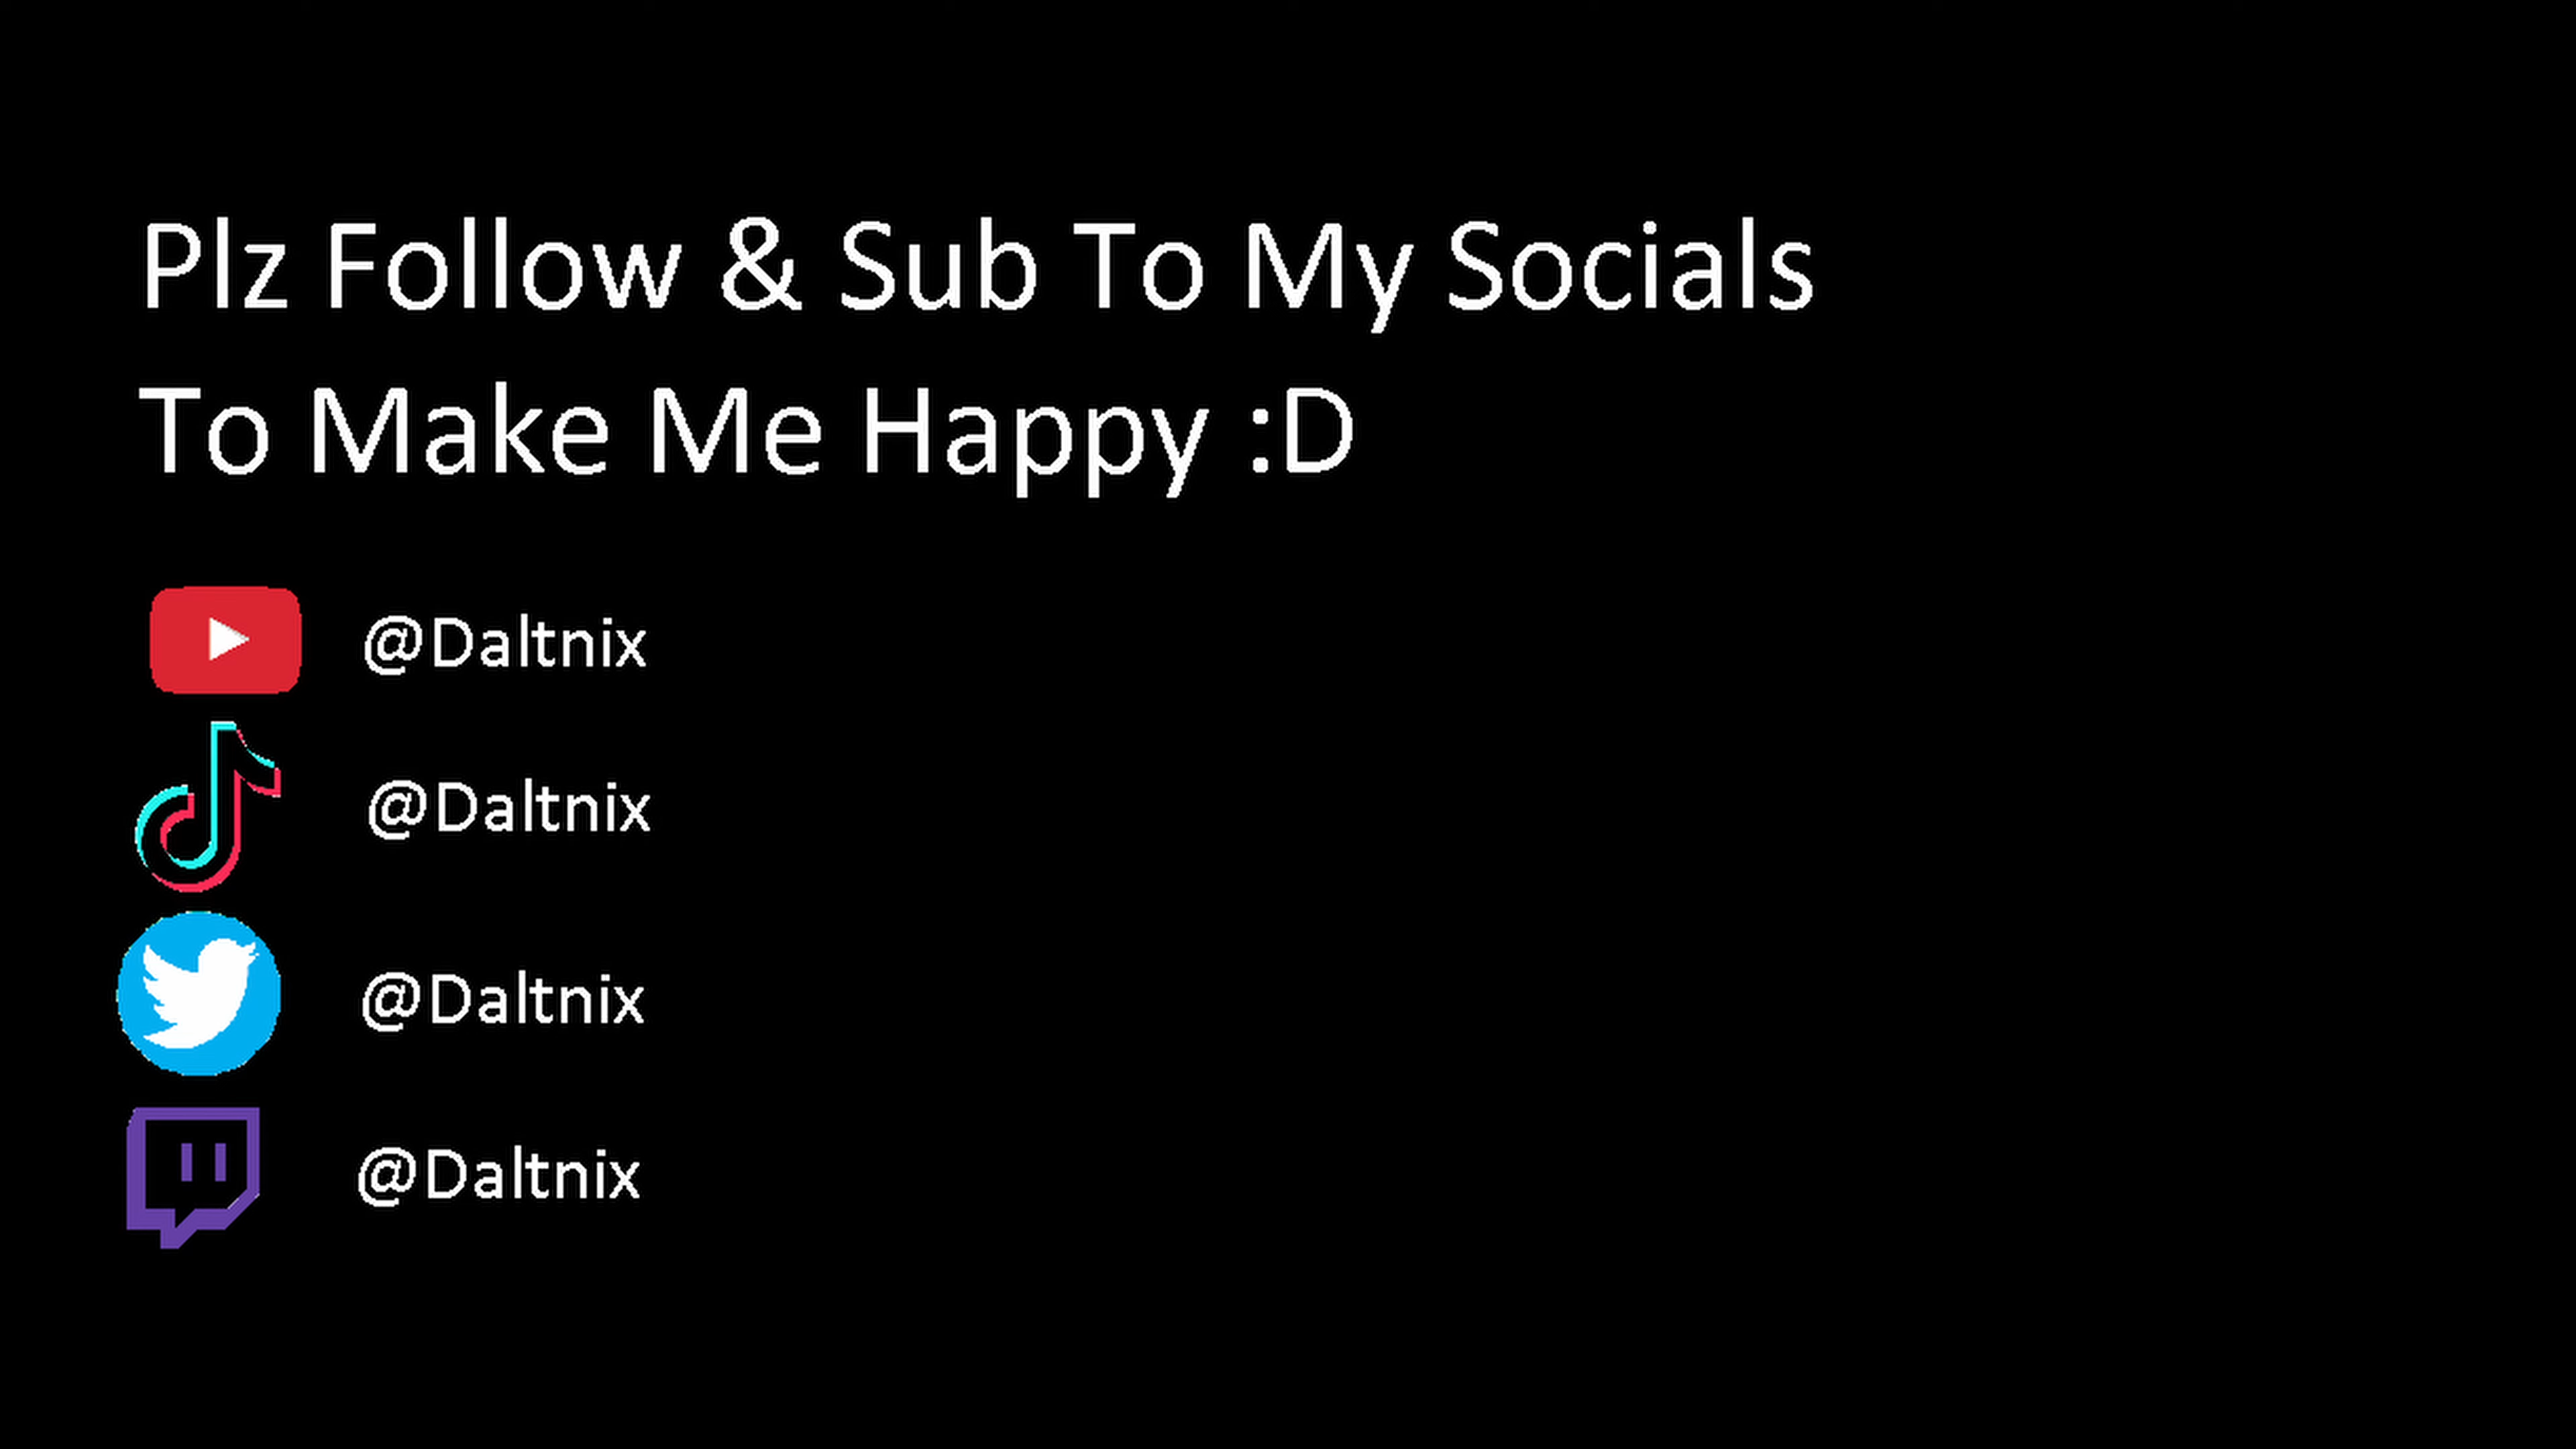 Plz Follow & Sub To My Socials
To Make Me Happy :D
@Daltnix
@Daltnix
@Daltnix
@Daltnix